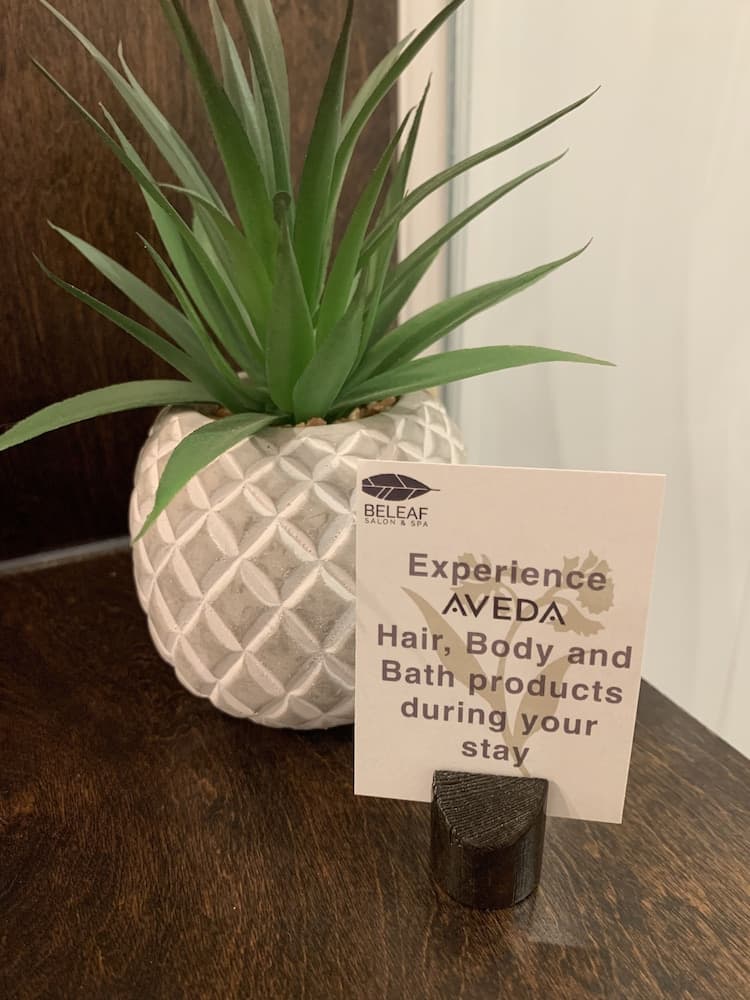 BELEAF
SALON & SPA
Experience
AVEDA
Hair, Body and
Bath products
during your
stay